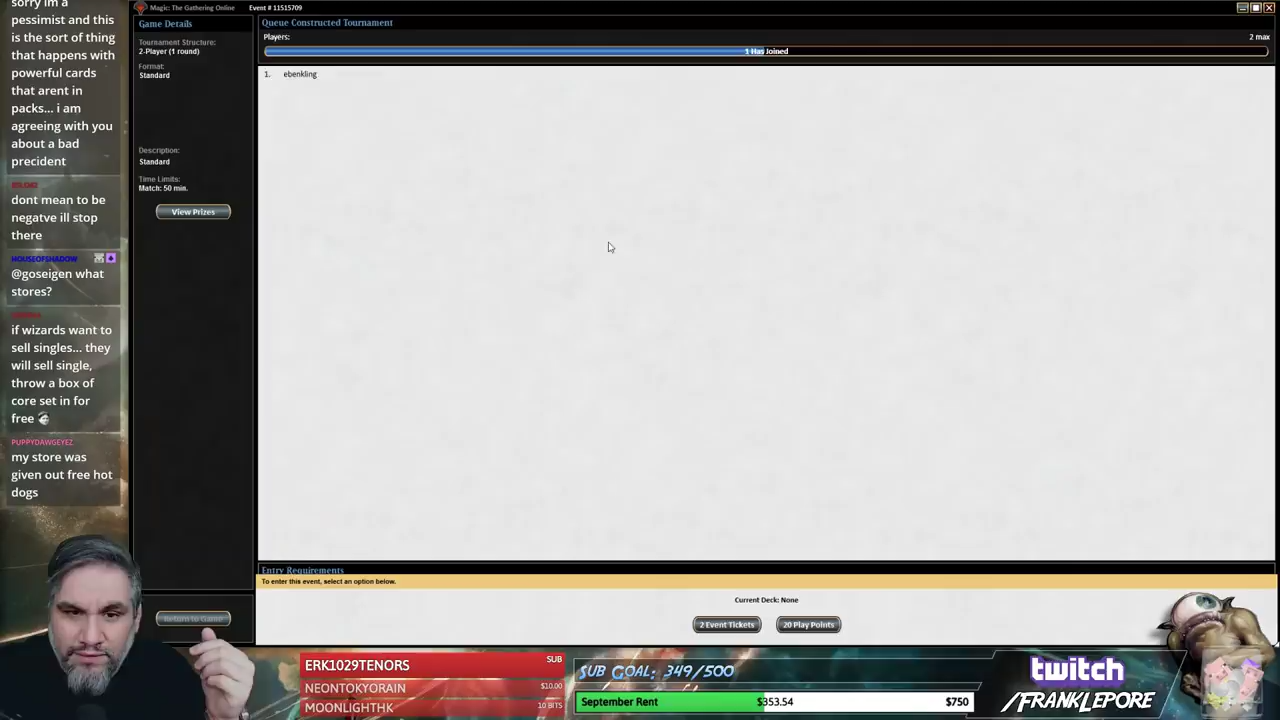 sorry im a
pessimist and this
is the sort of thing
that happens with
powerful cards
that arent in
packs... i am
agreeing with you
about a bad
precident
dont mean to be
negatve ill stop
there
HOUSEOFSHADOW
@goseigen what
stores?
if wizards want to
sell singles... they
will sell single,
throw a box of
core set in for
free
PUPPYDAWGEYEZ
my store was
given out free hot
dogs
Magic: The Gathering Online Event # 11515709
Game Details
Tournament Structure:
2-Player (1 round)
Format:
Standard
Description:
Standard
Time Limits:
Match: 50 min.
View Prizes
Return to Game
Queue Constructed Tournament
Players: 2 max
1 Has Joined
1. ebenkling
Entry Requirements
To enter this event, select an option below.
Current Deck: None
2 Event Tickets 20 Play Points
ERK1029TENORS SUB
NEONTOKYORAIN $10.00
MOONLIGHTHK 10 BITS
SUB GOAL: 349/500
September Rent $353.54 $750
twitch
/FRANKLEPORE